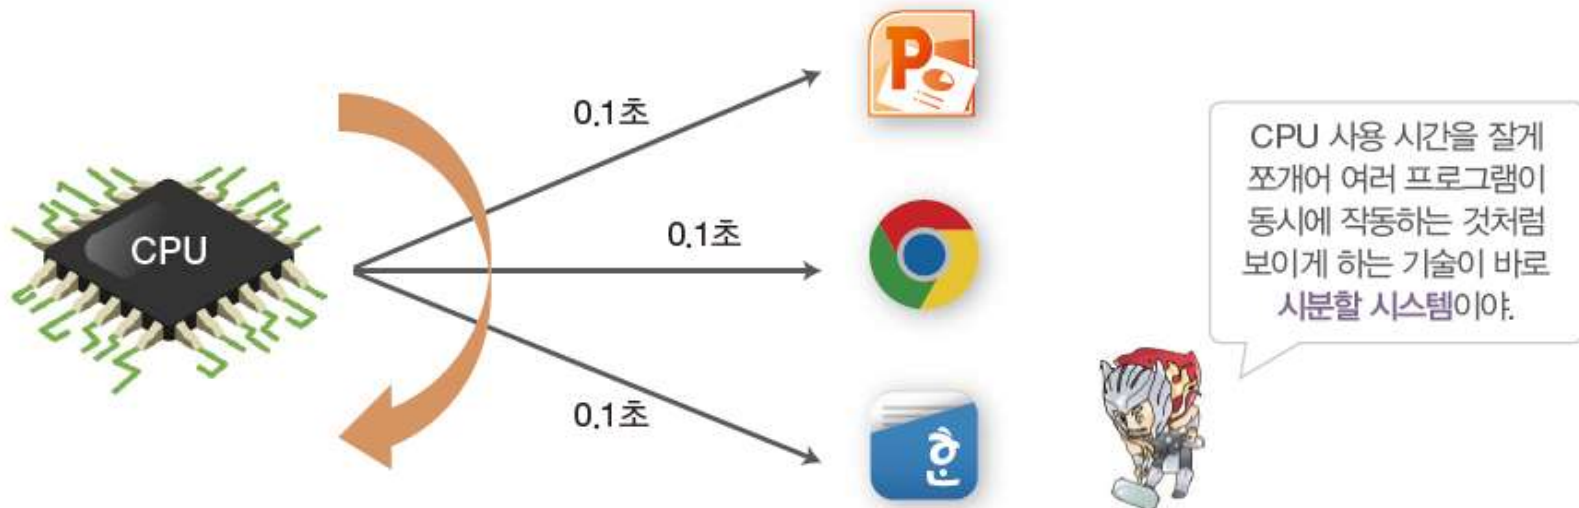 CPU
0.1초
0.1초
0.1초
P
한
CPU 사용 시간을 잘게
쪼개어 여러 프로그램이
동시에 작동하는 것처럼
보이게 하는 기술이 바로
시분할 시스템이야.